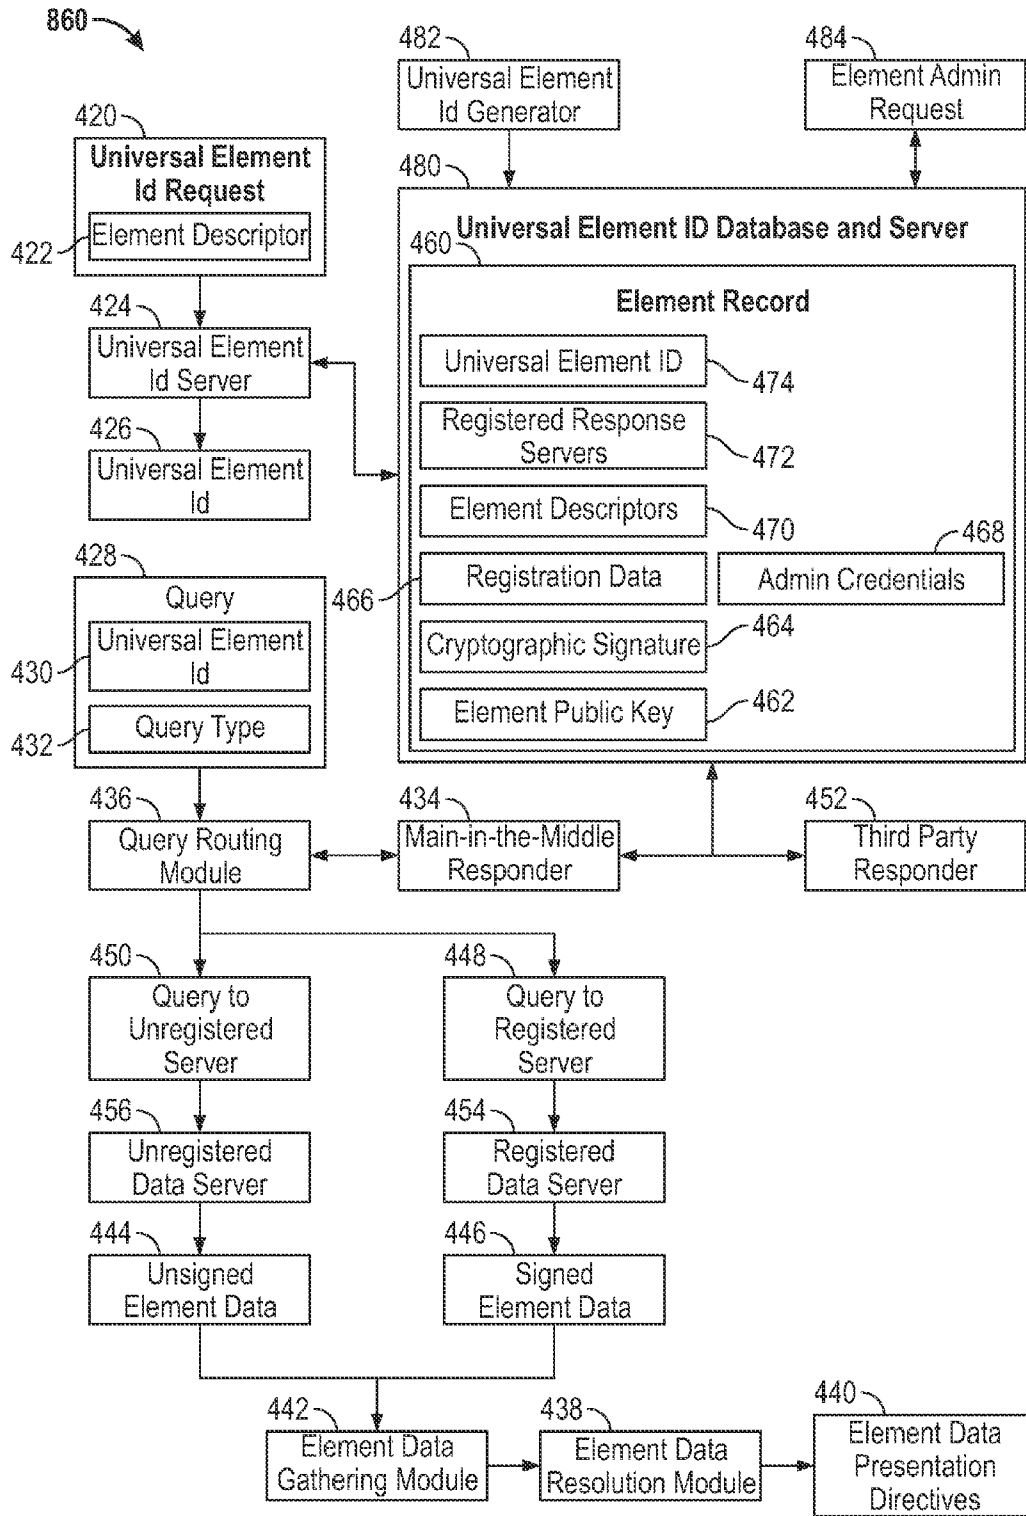 860
482
Universal Element
Id Generator
484
Element Admin
Request
420
Universal Element
Id Request
422
Element Descriptor
424
Universal Element
Id Server
426
Universal Element
Id
480
Universal Element ID Database and Server
460
Element Record
Universal Element ID
474
Registered Response
Servers
472
Element Descriptors
470
466
Registration Data
468
Admin Credentials
Cryptographic Signature
464
Element Public Key
462
428
Query
430
Universal Element
Id
432
Query Type
436
Query Routing
Module
434
Main-in-the-Middle
Responder
452
Third Party
Responder
450
Query to
Unregistered
Server
448
Query to
Registered
Server
456
Unregistered
Data Server
454
Registered
Data Server
444
Unsigned
Element Data
446
Signed
Element Data
442
Element Data
Gathering Module
438
Element Data
Resolution Module
440
Element Data
Presentation
Directives